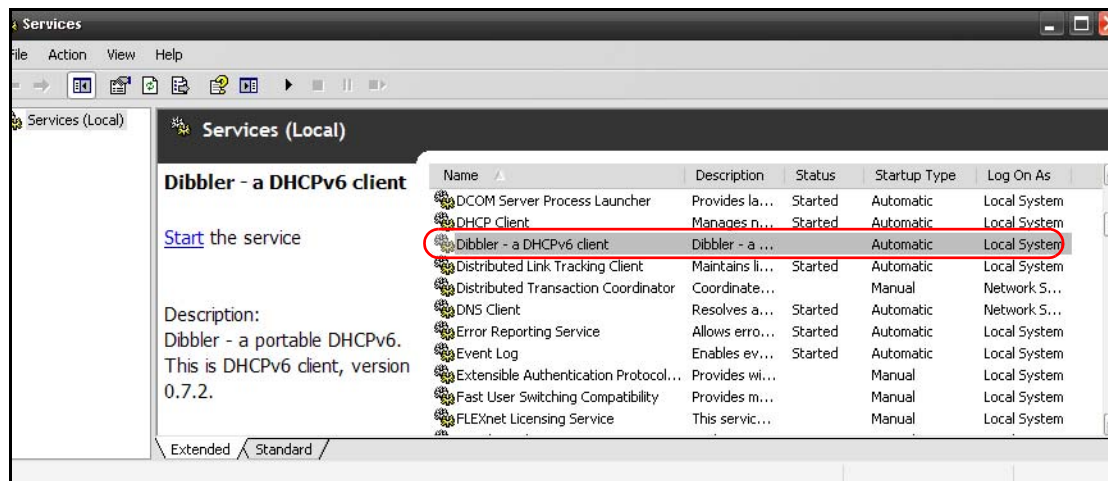 Services
File Action View Help
Services (Local)
Services (Local)
Dibbler - a DHCPv6 client
Start the service
Description:
Dibbler - a portable DHCPv6.
This is DHCPv6 client, version
0.7.2.
Name Description Status Startup Type Log On As
DCOM Server Process Launcher Provides la... Started Automatic Local System
DHCP Client Manages n... Started Automatic Local System
Dibbler - a DHCPv6 client Dibbler - a ... Automatic Local System
Distributed Link Tracking Client Maintains li... Started Automatic Local System
Distributed Transaction Coordinator Coordinate... Manual Network S...
DNS Client Resolves a... Started Automatic Network S...
Error Reporting Service Allows erro... Started Automatic Local System
Event Log Enables ev... Started Automatic Local System
Extensible Authentication Protocol... Provides wi... Manual Local System
Fast User Switching Compatibility Provides m... Manual Local System
FLEXnet Licensing Service This servic... Manual Local System
Extended Standard